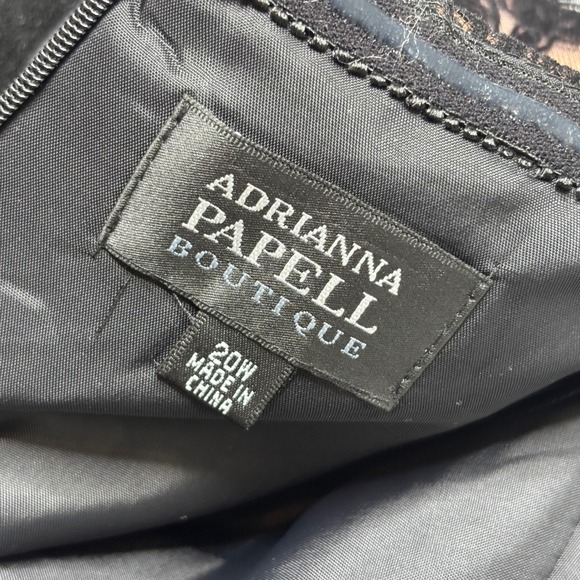 ADRIANNA
PAPELL
BOUTIQUE
20W
MADE IN
CHINA